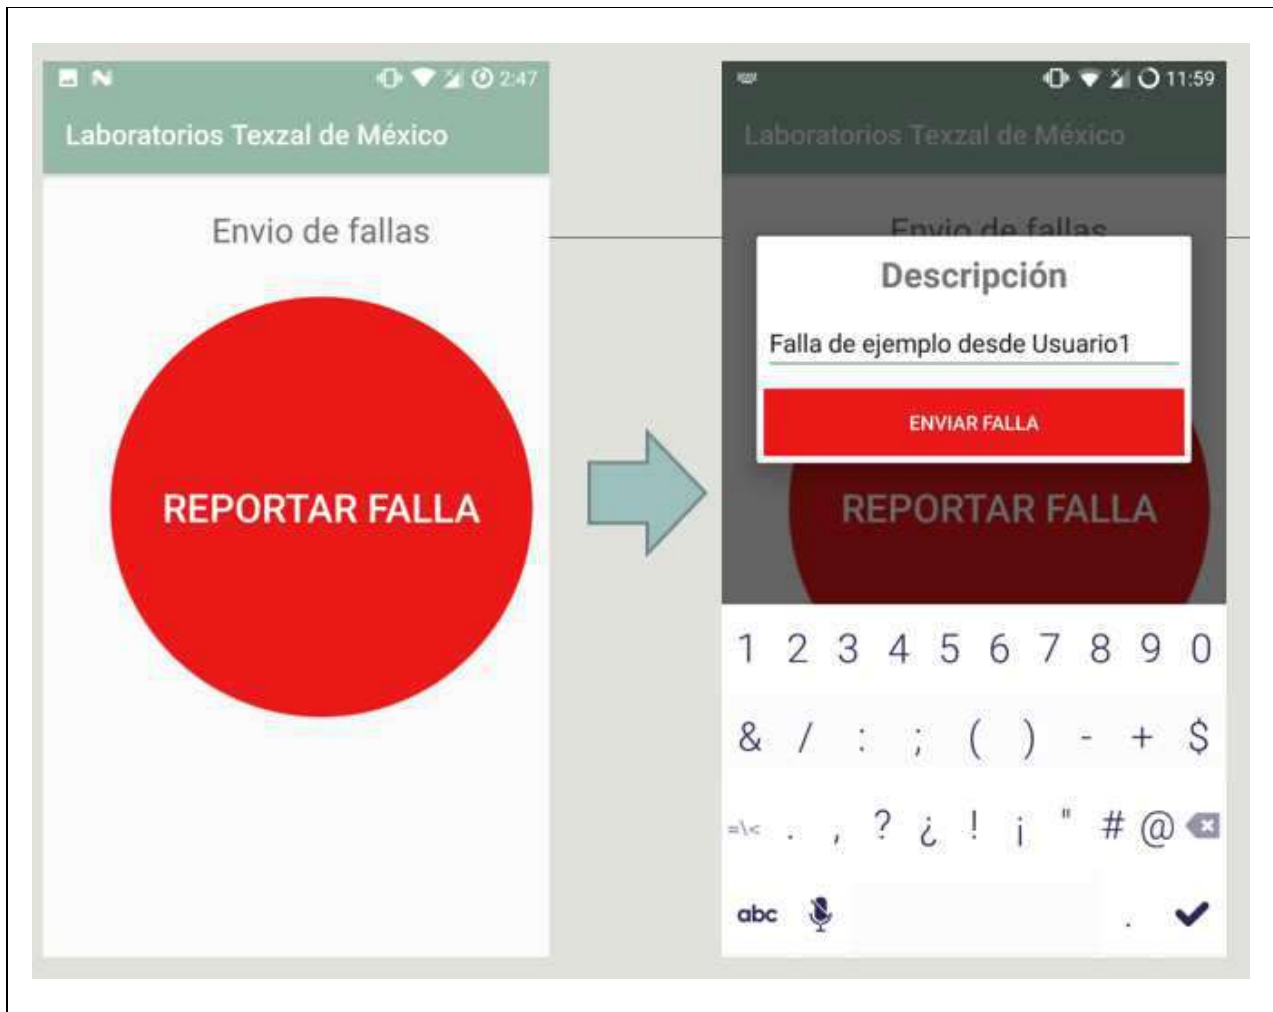 2:47
Laboratorios Texzal de México
Envio de fallas
REPORTAR FALLA
11:59
Laboratorios Texzal de México
Envio de fallas
Descripción
Falla de ejemplo desde Usuario1
ENVIAR FALLA
REPORTAR FALLA
1 2 3 4 5 6 7 8 9 0
& / : ; ( ) - + $
=\< . , ? ¿ ! ¡ " # @
abc .